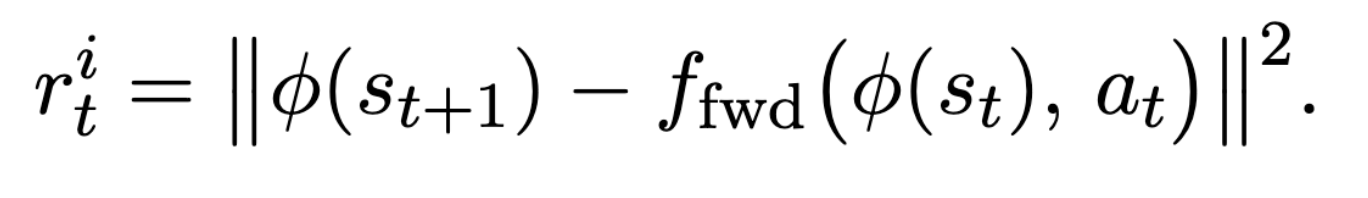 $r_t^i = \left\| \phi(s_{t+1}) - f_{\text{fwd}}\big(\phi(s_t),\, a_t\big) \right\|^2.$